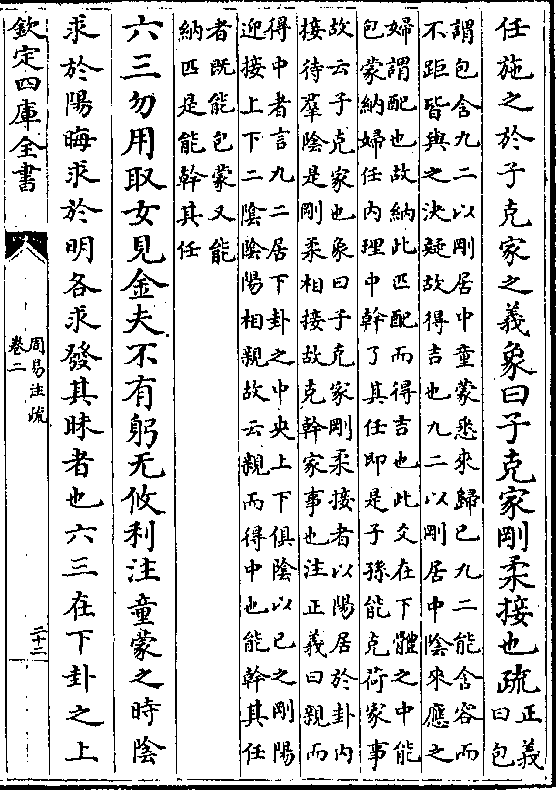 任施之於子克家之義象曰子克家剛柔接也疏正義
曰包
謂包含九二以剛居中童蒙悉來歸已九二能含容而
不距皆與之決疑故得吉也九二以剛居中陰來應之
婦謂配也故納此匹配而得吉也此爻在下體之中能
包蒙納婦任内理中幹了其任即是子孫能克荷家事
故云子克家也象曰子克家剛柔接者以陽居於卦内
接待羣陰是剛柔相接故克幹家事也注正義曰親而
得中者言九二居下卦之中央上下俱陰以已之剛陽
迎接上下二陰陰陽相親故云親而得中也能幹其任
者既能包蒙又能
納匹是能幹其任
六三勿用取女見金夫不有躬无攸利注童蒙之時陰
求於陽晦求於明各求發其昧者也六三在下卦之上
欽定四庫全書
周易注疏
卷二
二十二